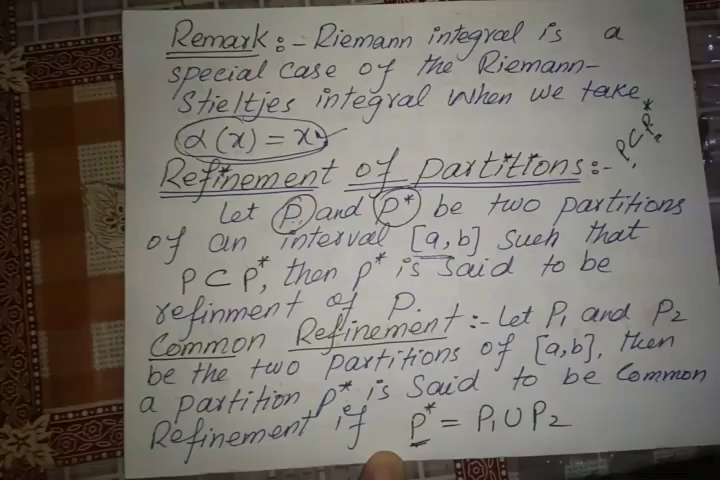 Remark :- Riemann integral is a
special case of the Riemann-
Stieltjes integral when we take
α(x) = x
P ⊂ P*
Refinement of partitions :-
Let P and P* be two partitions
of an interval [a,b] such that
P ⊂ P*, then P* is said to be
refinment of P.
Common Refinement :- Let P1 and P2
be the two partitions of [a,b], then
a partition P* is said to be Common
Refinement if P* = P1 ∪ P2